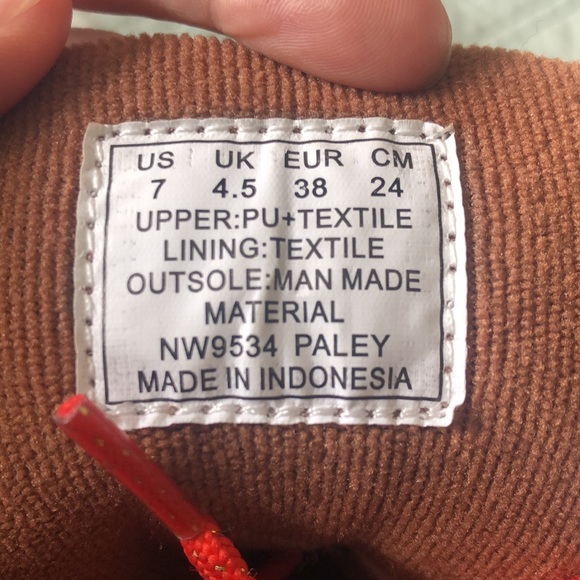 US UK EUR CM
7 4.5 38 24
UPPER:PU+TEXTILE
LINING:TEXTILE
OUTSOLE:MAN MADE
MATERIAL
NW9534 PALEY
MADE IN INDONESIA